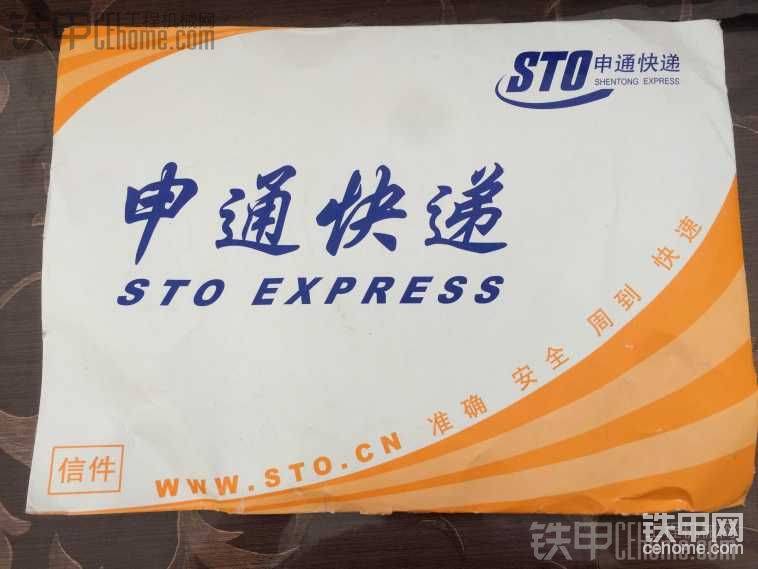 铁甲工程机械网
CEhome.com
STO申通快递
SHENTONG EXPRESS
申通快递
STO EXPRESS
准确 安全 周到 快速
WWW.STO.CN
信件
铁甲网
cehome.com